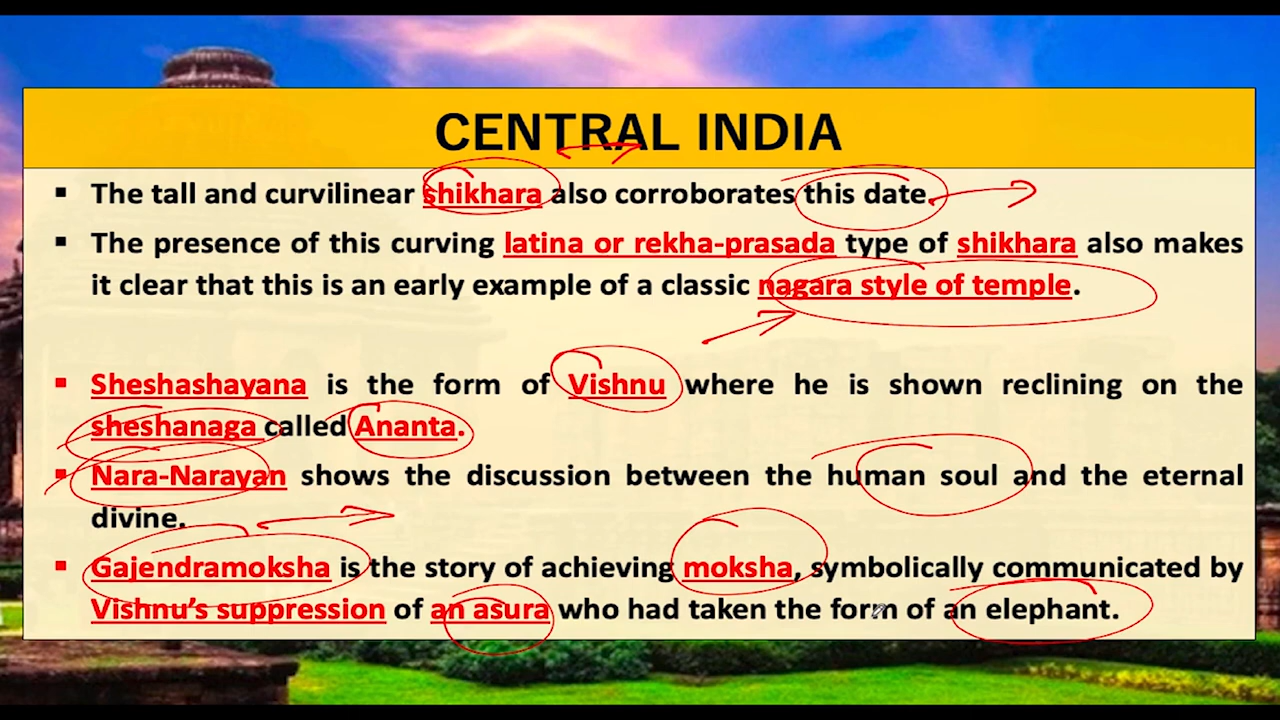 CENTRAL INDIA
▪ The tall and curvilinear shikhara also corroborates this date.
▪ The presence of this curving latina or rekha-prasada type of shikhara also makes
it clear that this is an early example of a classic nagara style of temple.
▪ Sheshashayana is the form of Vishnu where he is shown reclining on the
sheshanaga called Ananta.
▪ Nara-Narayan shows the discussion between the human soul and the eternal
divine.
▪ Gajendramoksha is the story of achieving moksha, symbolically communicated by
Vishnu's suppression of an asura who had taken the form of an elephant.